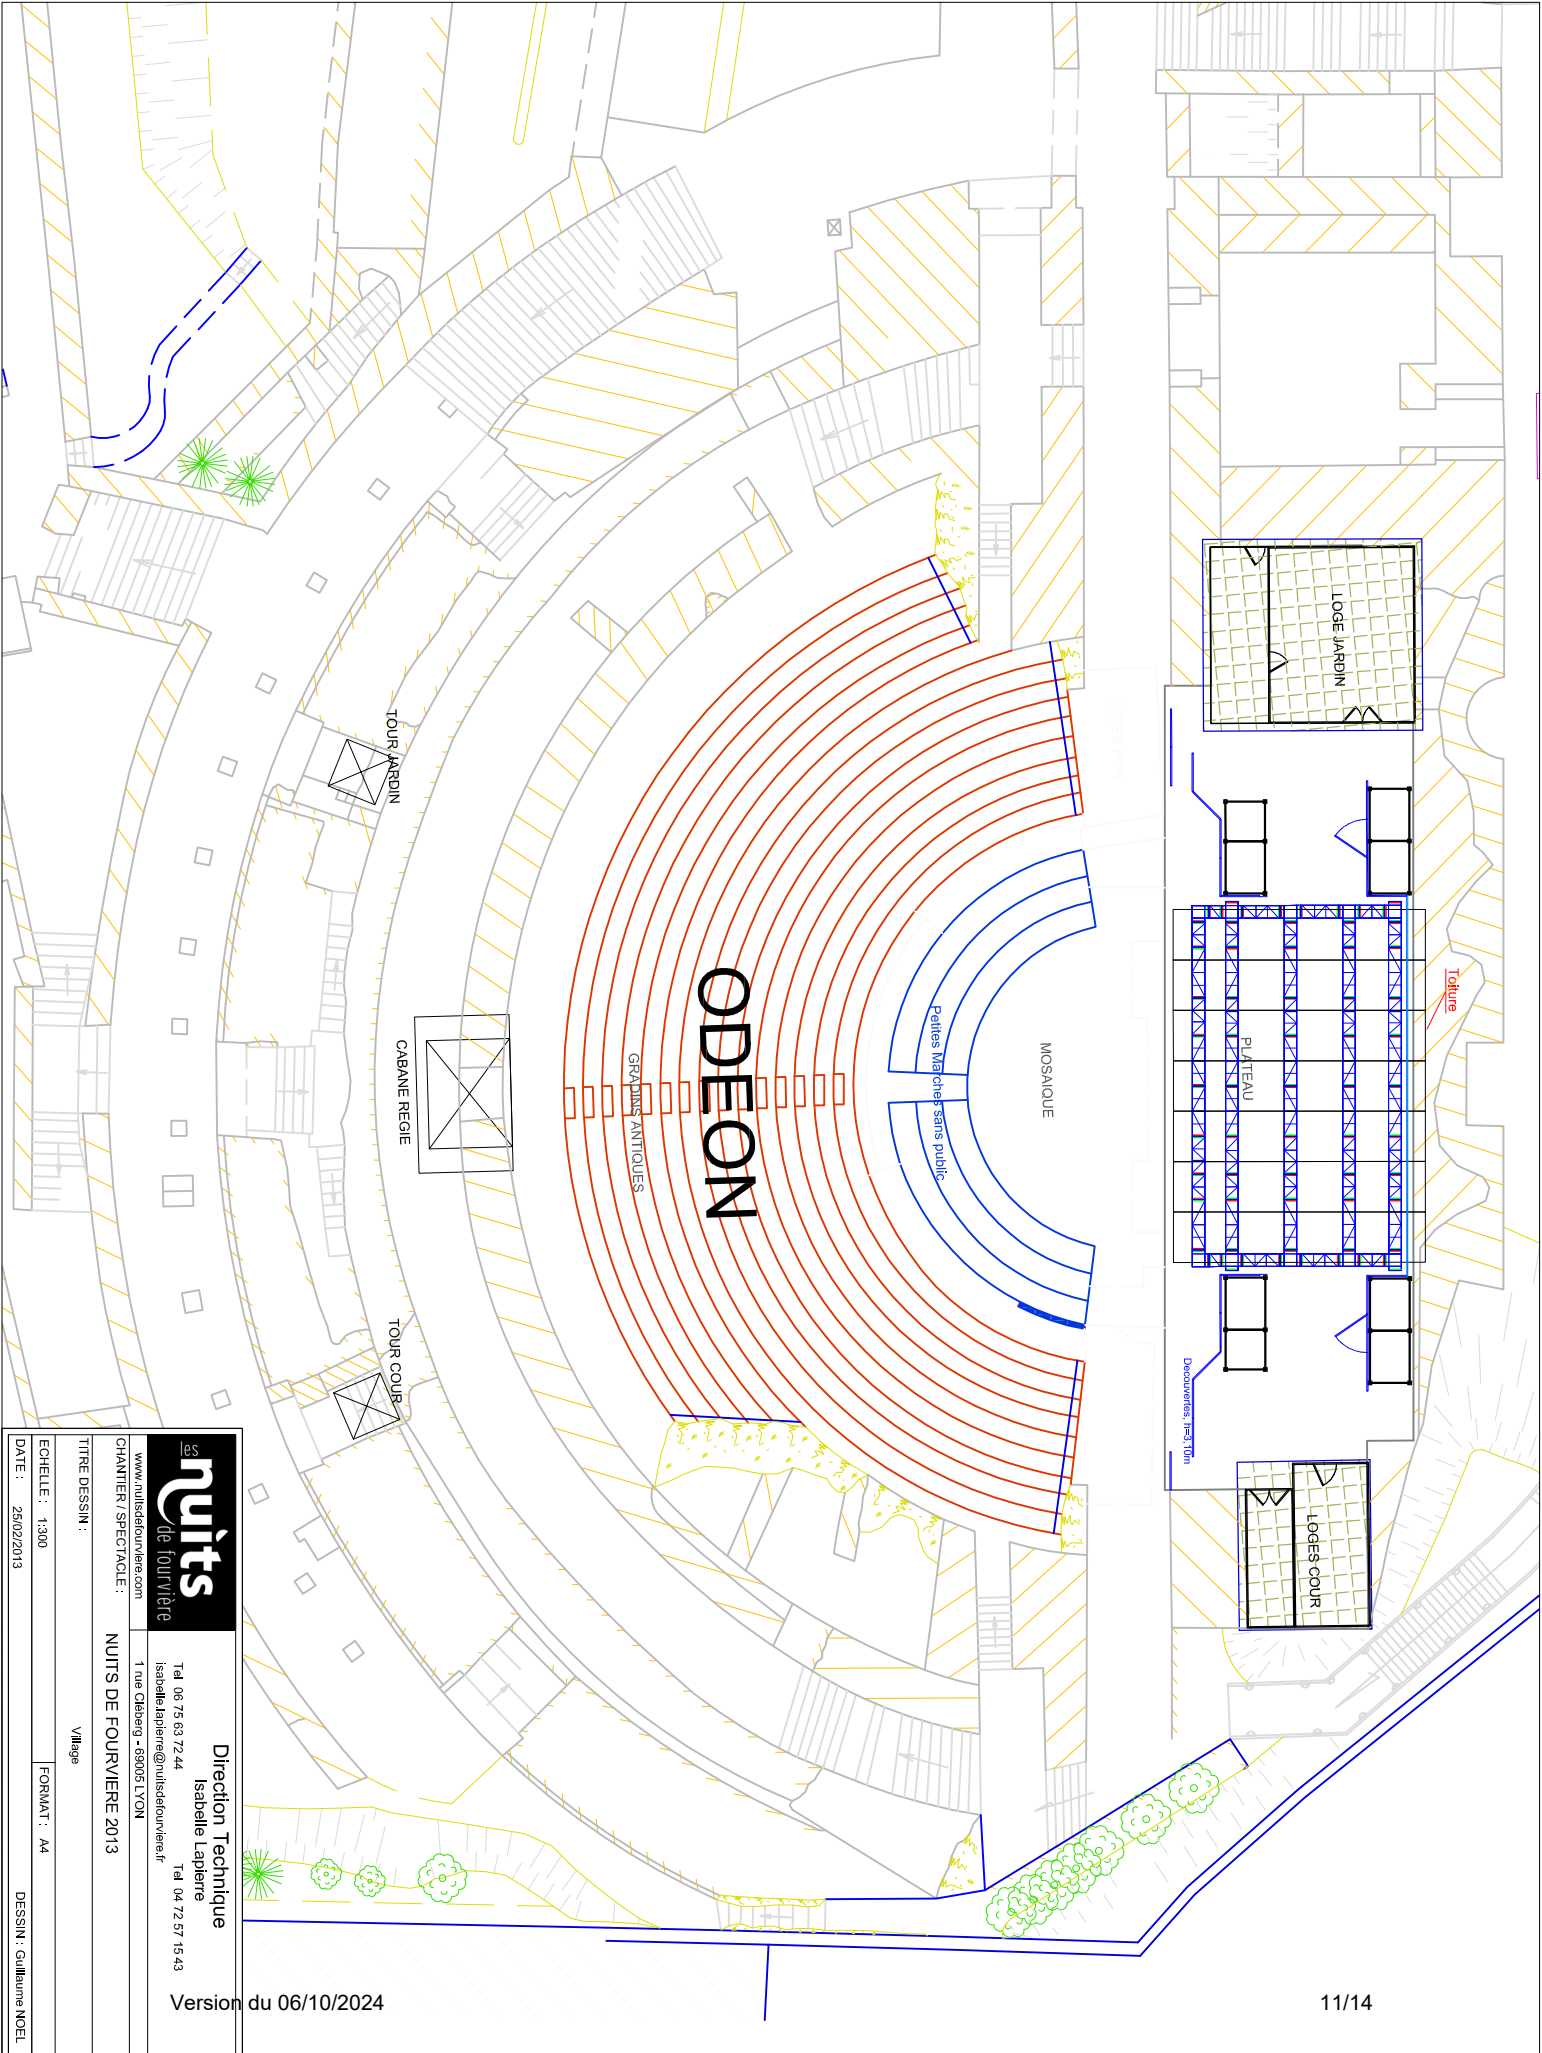 LOGE JARDIN
Toiture
PLATEAU
MOSAIQUE
Petites Marches sans public
ODEON
GRADINS ANTIQUES
TOUR JARDIN
CABANE REGIE
TOUR COUR
Decouvertes, h=3,10m
LOGES COUR
les nuits
de fourvière
Direction Technique
Isabelle Lapierre
Tel 06 75 63 72 44 Tel 04 72 57 15 43
isabelle.lapierre@nuitsdefourviere.fr
www.nuitsdefourviere.com 1 rue Cléberg - 69005 LYON
CHANTIER / SPECTACLE : NUITS DE FOURVIERE 2013
TITRE DESSIN : Village
ECHELLE : 1:300 FORMAT : A4
DATE : 25/02/2013 DESSIN : Guillaume NOEL
Version du 06/10/2024 11/14